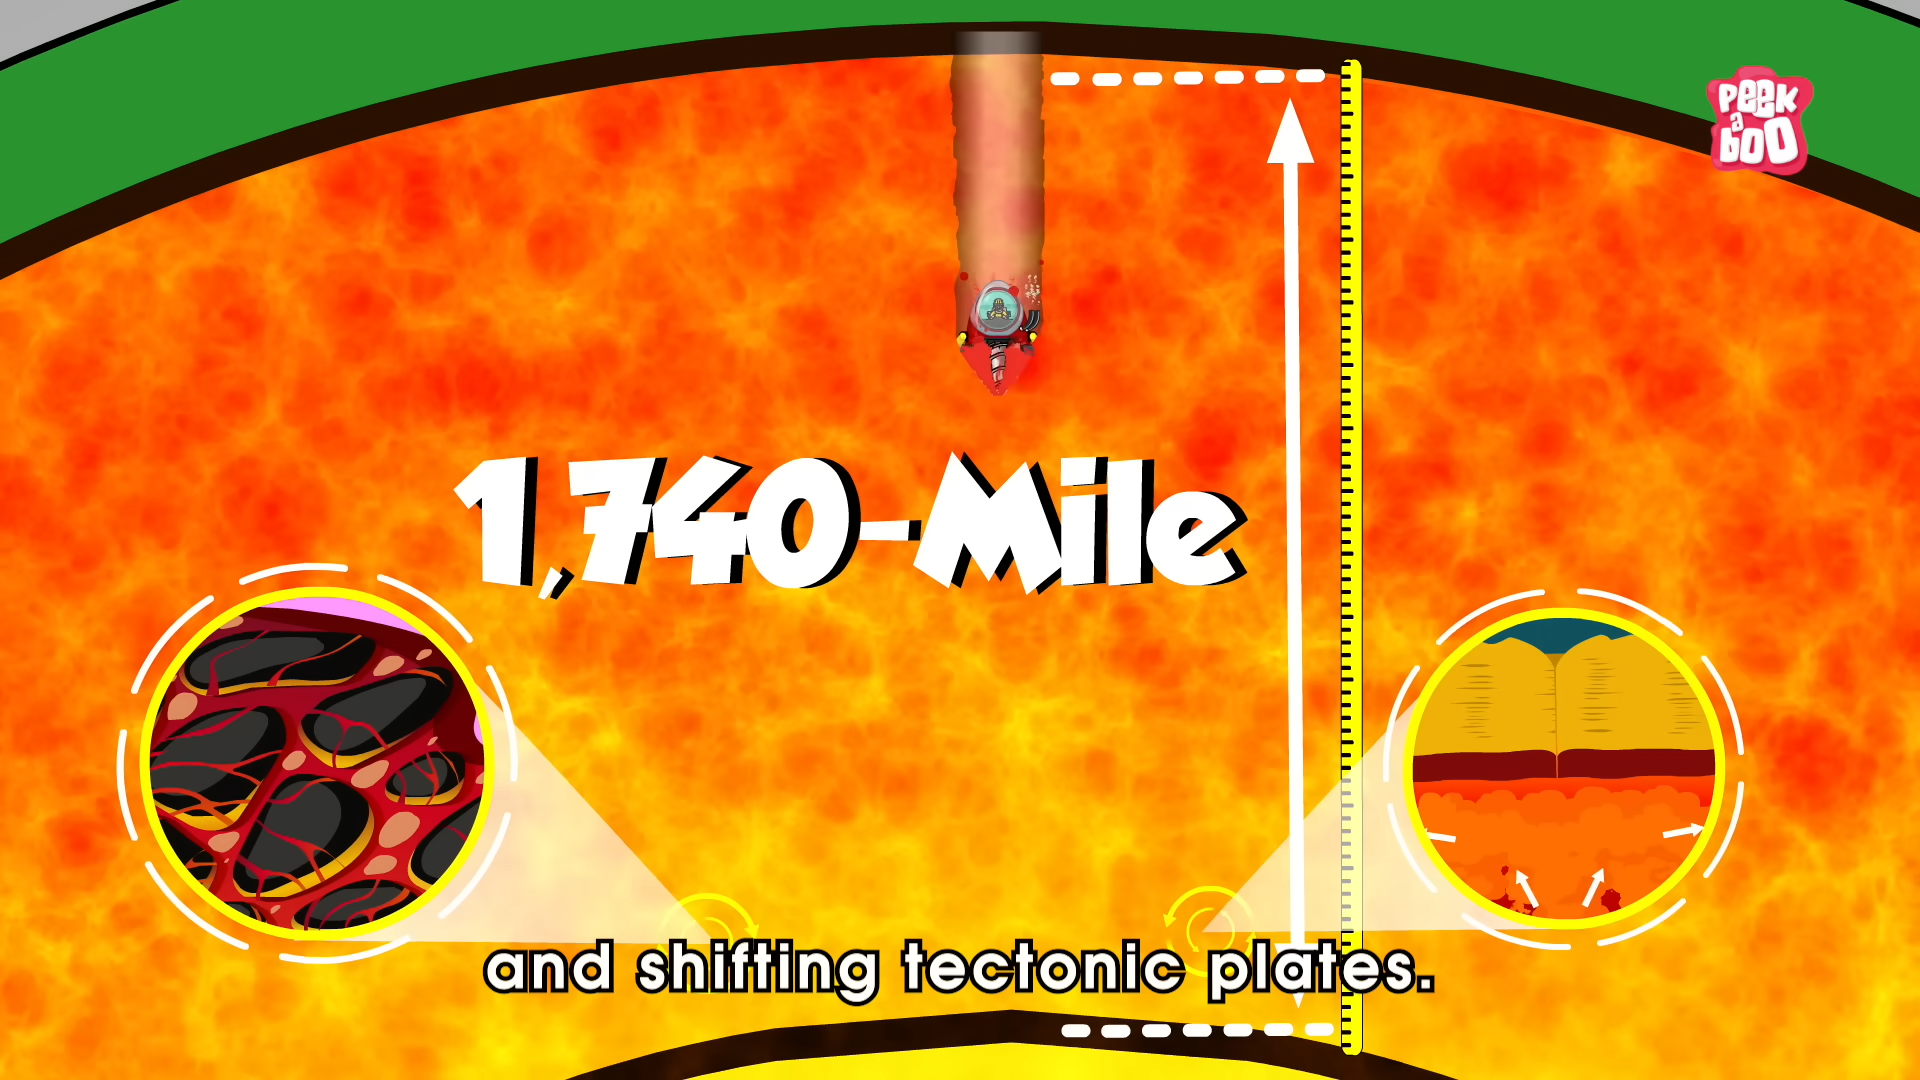 Peek
a
boo
1,740-Mile
and shifting tectonic plates.